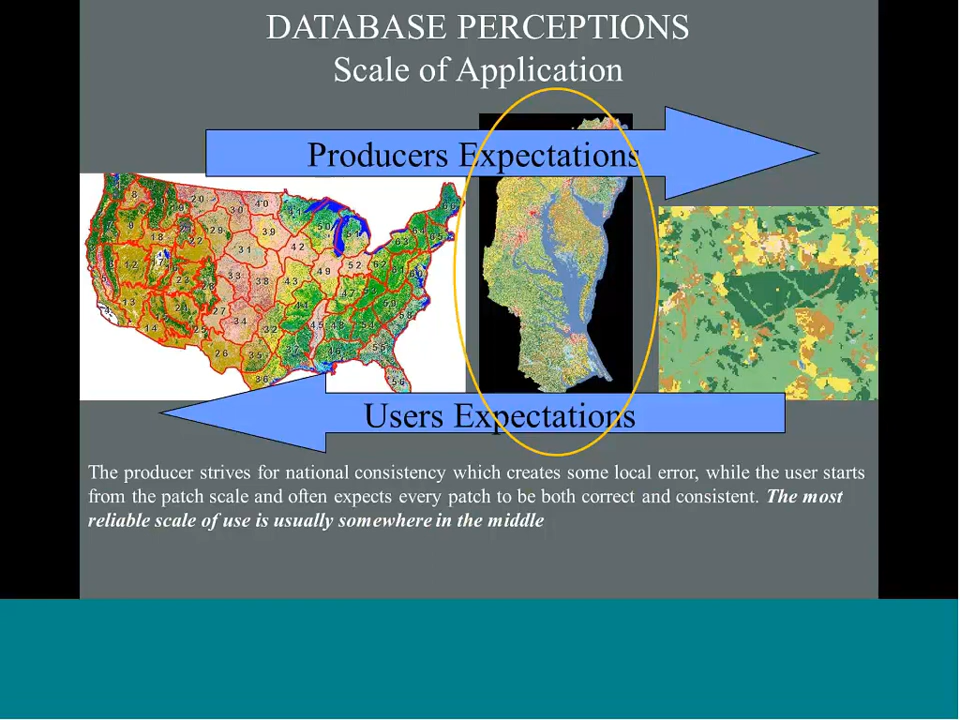 DATABASE PERCEPTIONS
Scale of Application
Producers Expectations
Users Expectations
The producer strives for national consistency which creates some local error, while the user starts
from the patch scale and often expects every patch to be both correct and consistent. The most
reliable scale of use is usually somewhere in the middle